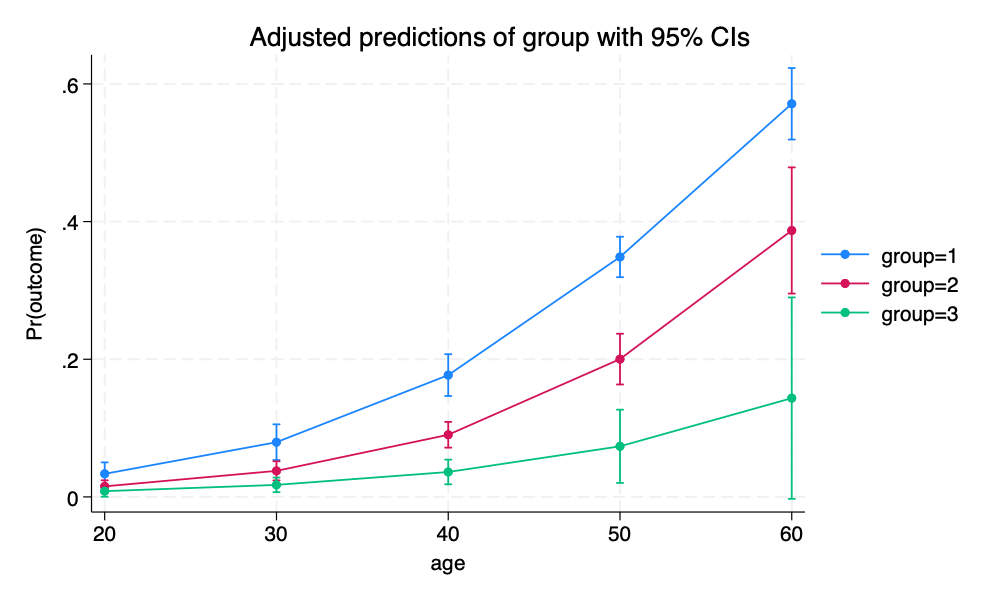 Adjusted predictions of group with 95% CIs
Pr(outcome)
.6
.4
.2
0
20 30 40 50 60
age
group=1
group=2
group=3